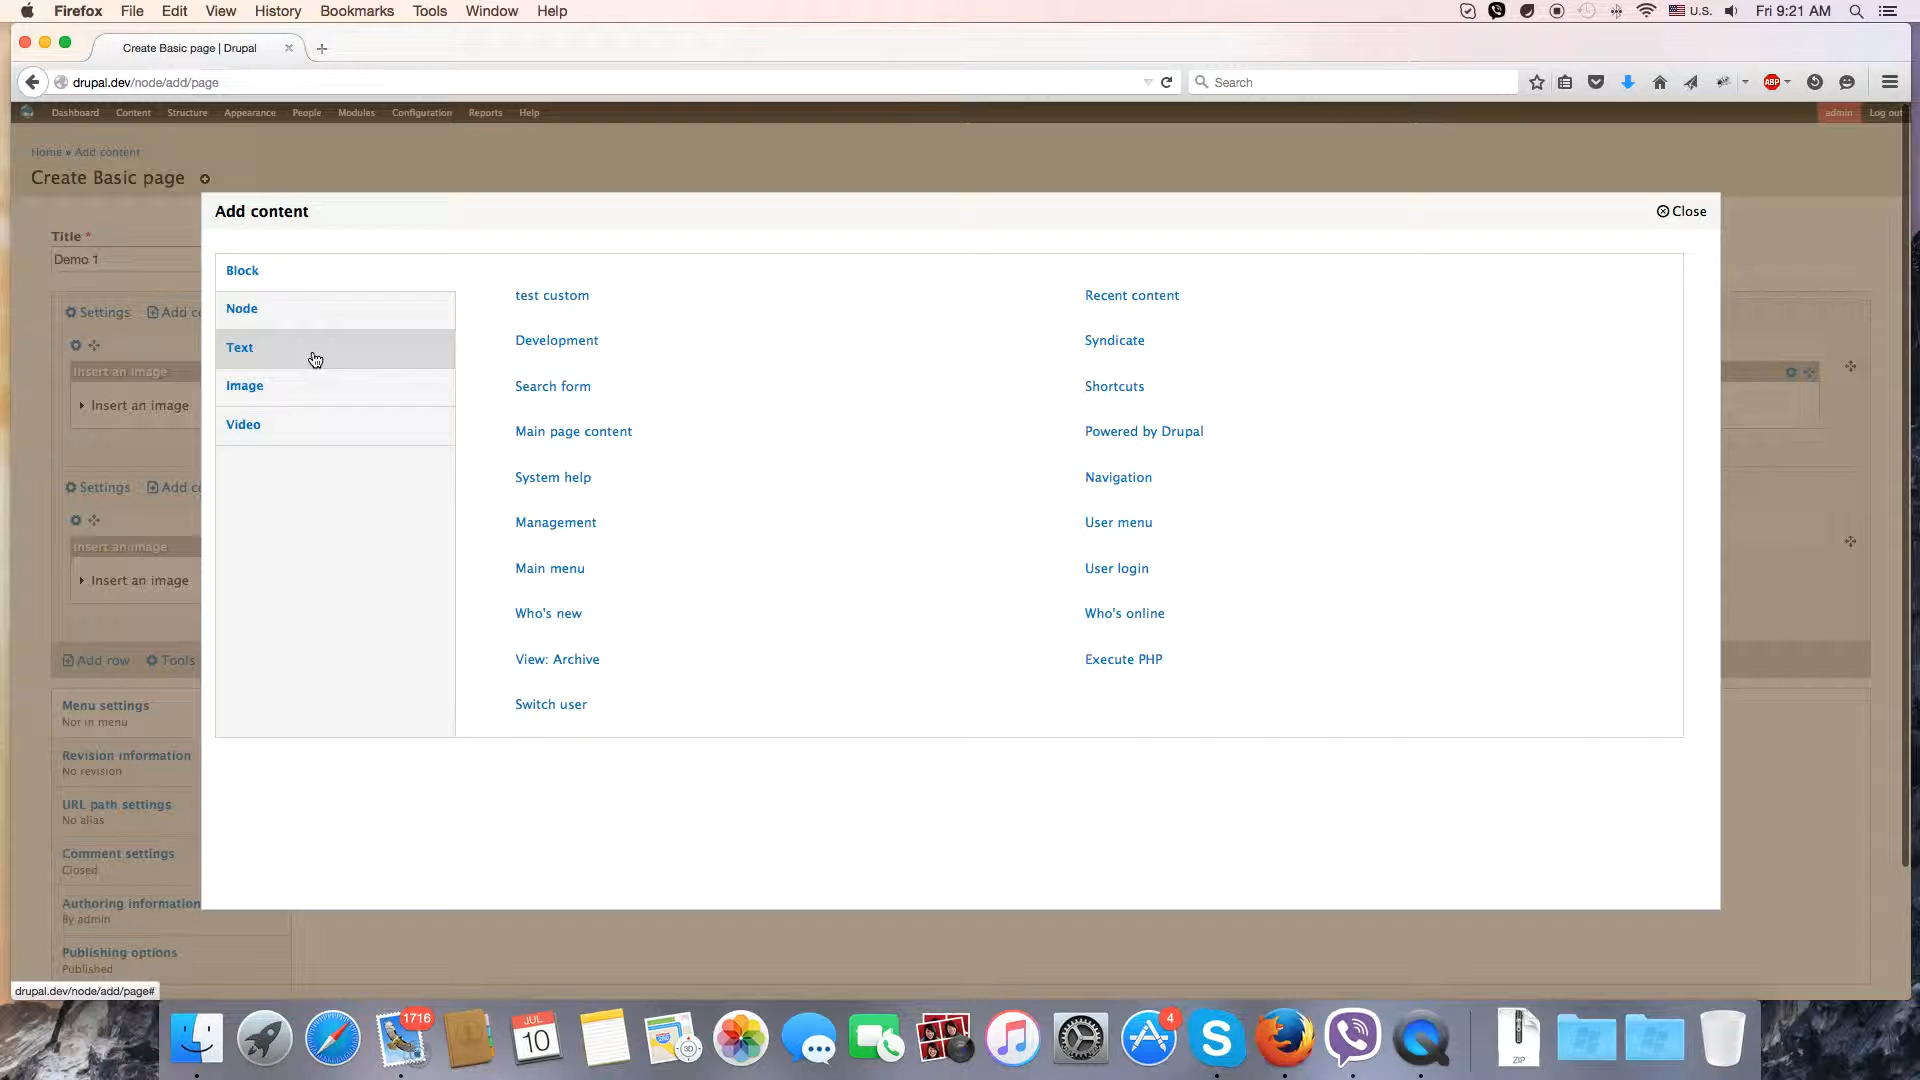 Firefox File Edit View History Bookmarks Tools Window Help U.S. Fri 9:21 AM
Create Basic page | Drupal
drupal.dev/node/add/page Search ABP
Dashboard Content Structure Appearance People Modules Configuration Reports Help admin Log out
Home » Add content
Create Basic page
Add content Close
Title *
Demo 1
Block
Node
Text
Image
Video
test custom Recent content
Development Syndicate
Search form Shortcuts
Main page content Powered by Drupal
System help Navigation
Management User menu
Main menu User login
Who's new Who's online
View: Archive Execute PHP
Switch user
Settings Add co
Insert an image
Insert an image
Settings Add co
Insert an image
Insert an image
Add row Tools
Menu settings
Not in menu
Revision information
No revision
URL path settings
No alias
Comment settings
Closed
Authoring information
By admin
Publishing options
Published
drupal.dev/node/add/page#
1716
JUL
10
3D
4
ZIP